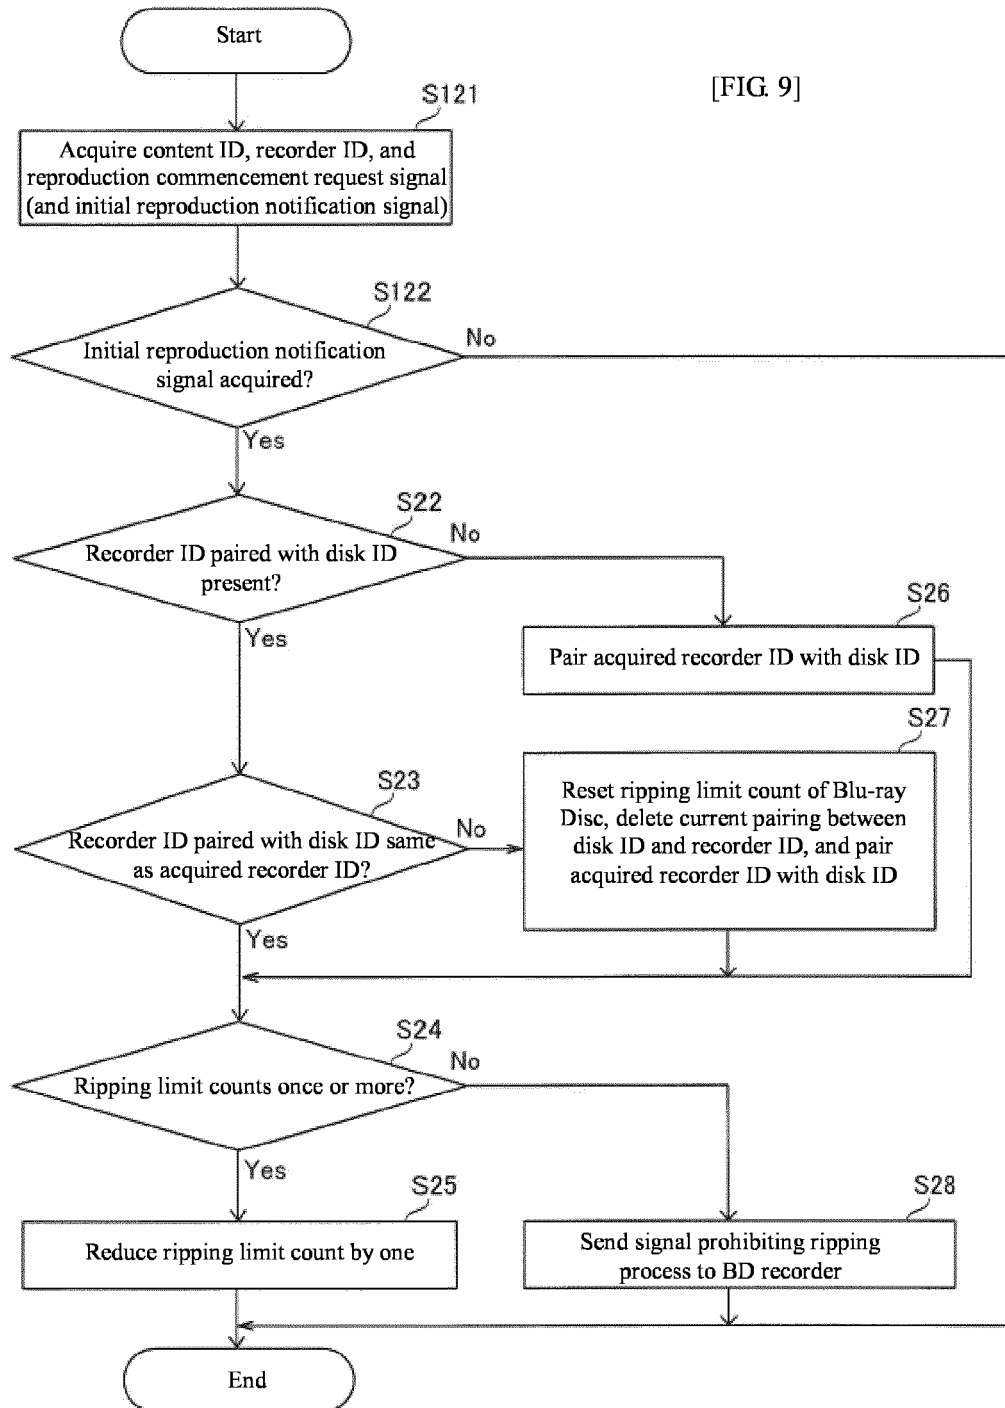 Start
[FIG. 9]
S121
Acquire content ID, recorder ID, and
reproduction commencement request signal
(and initial reproduction notification signal)
S122
Initial reproduction notification
signal acquired?
No
Yes
S22
Recorder ID paired with disk ID
present?
No
Yes
S26
Pair acquired recorder ID with disk ID
S23
Recorder ID paired with disk ID same
as acquired recorder ID?
No
Yes
S27
Reset ripping limit count of Blu-ray
Disc, delete current pairing between
disk ID and recorder ID, and pair
acquired recorder ID with disk ID
S24
Ripping limit counts once or more?
No
Yes
S25
Reduce ripping limit count by one
S28
Send signal prohibiting ripping
process to BD recorder
End